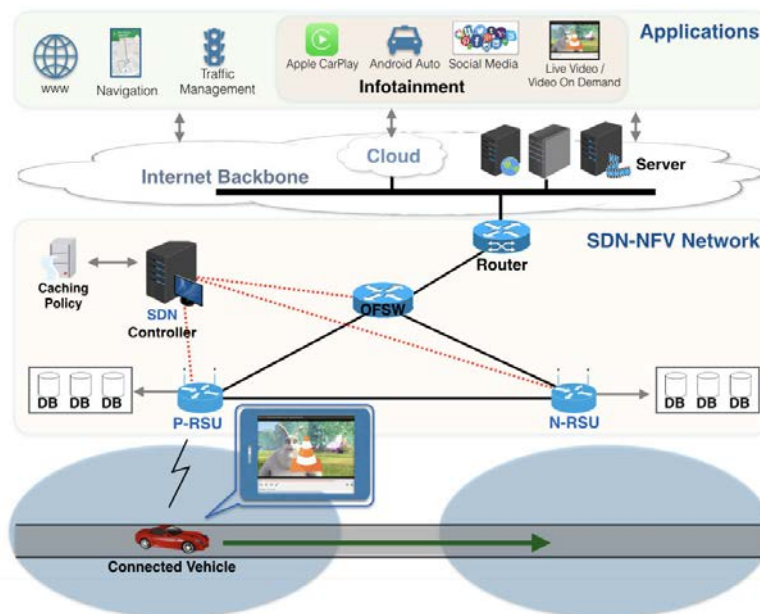 Applications
Apple CarPlay
Android Auto
Social Media
Live Video /
Video On Demand
Infotainment
www
Navigation
Traffic
Management
Cloud
Internet Backbone
Server
SDN-NFV Network
Router
Caching
Policy
SDN
Controller
OFSW
DB DB DB
P-RSU
N-RSU
DB DB DB
Connected Vehicle